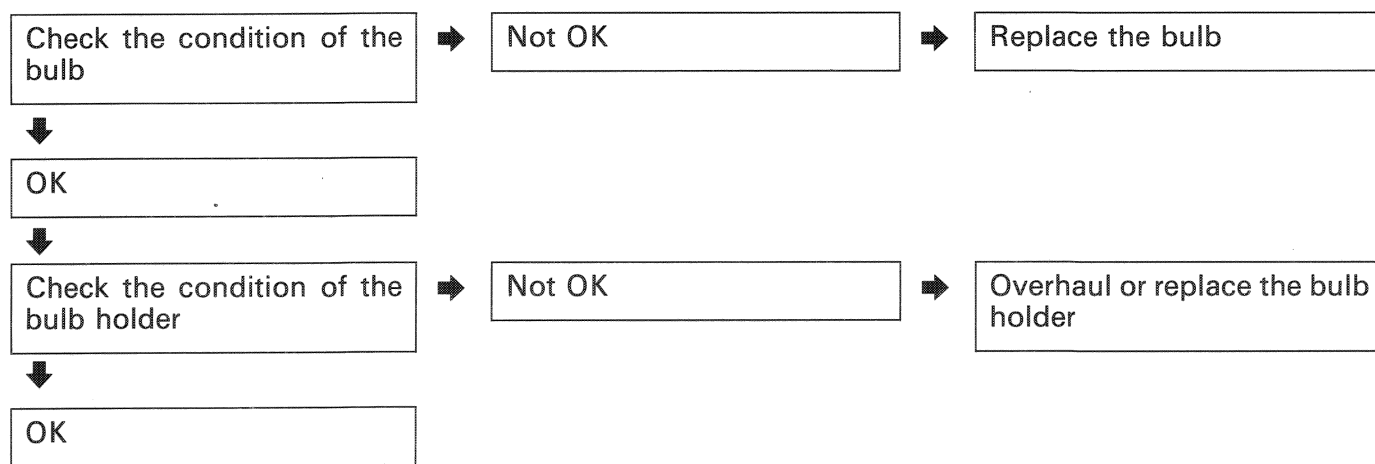 Check the condition of the
bulb
Not OK
Replace the bulb
OK
Check the condition of the
bulb holder
Not OK
Overhaul or replace the bulb
holder
OK